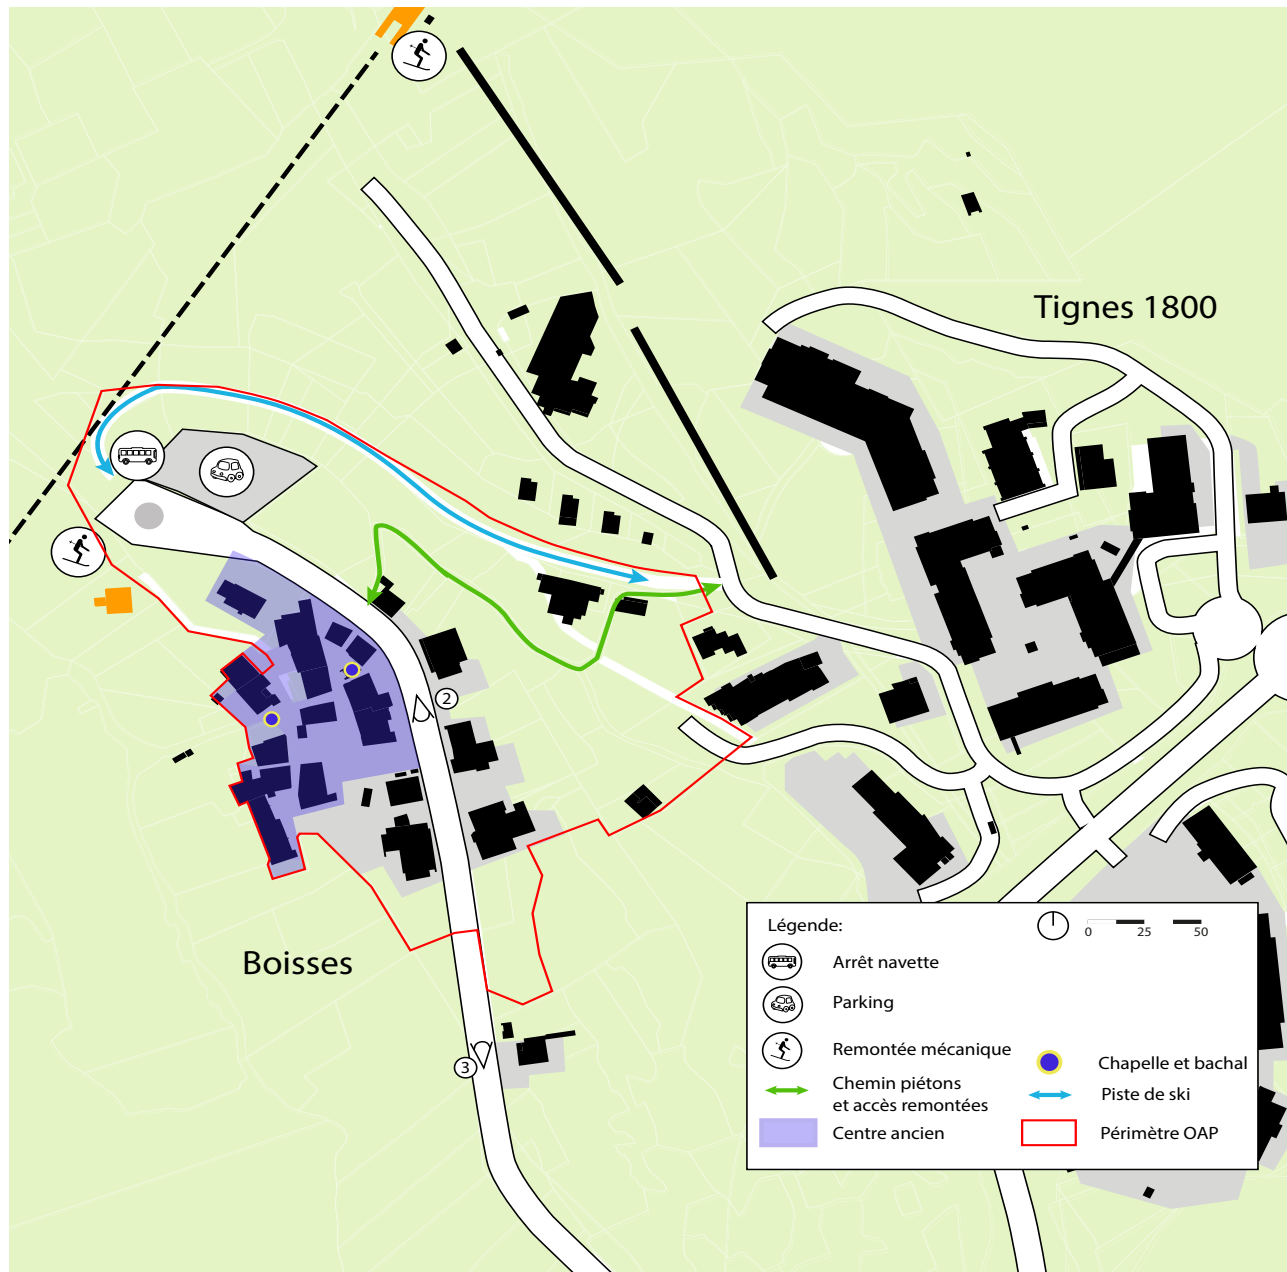 Tignes 1800
2
Boisses
3
Légende:
0 25 50
Arrêt navette
Parking
Remontée mécanique
Chemin piétons
et accès remontées
Centre ancien
Chapelle et bachal
Piste de ski
Périmètre OAP